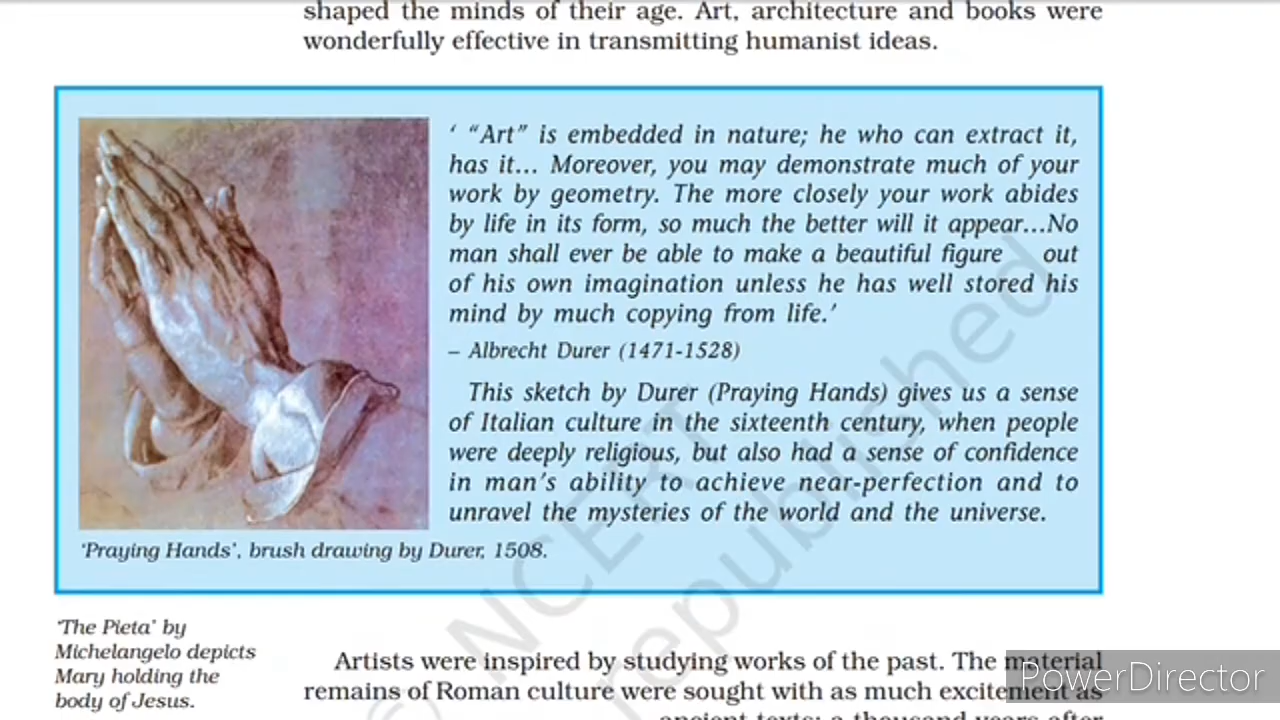 shaped the minds of their age. Art, architecture and books were
wonderfully effective in transmitting humanist ideas.
‘ “Art” is embedded in nature; he who can extract it,
has it... Moreover, you may demonstrate much of your
work by geometry. The more closely your work abides
by life in its form, so much the better will it appear...No
man shall ever be able to make a beautiful figure out
of his own imagination unless he has well stored his
mind by much copying from life.’
– Albrecht Durer (1471-1528)
This sketch by Durer (Praying Hands) gives us a sense
of Italian culture in the sixteenth century, when people
were deeply religious, but also had a sense of confidence
in man’s ability to achieve near-perfection and to
unravel the mysteries of the world and the universe.
‘Praying Hands’, brush drawing by Durer, 1508.
‘The Pieta’ by
Michelangelo depicts
Mary holding the
body of Jesus.
Artists were inspired by studying works of the past. The material
remains of Roman culture were sought with as much excitement as
ancient texts: a thousand years after
© NCERT
republished
PowerDirector